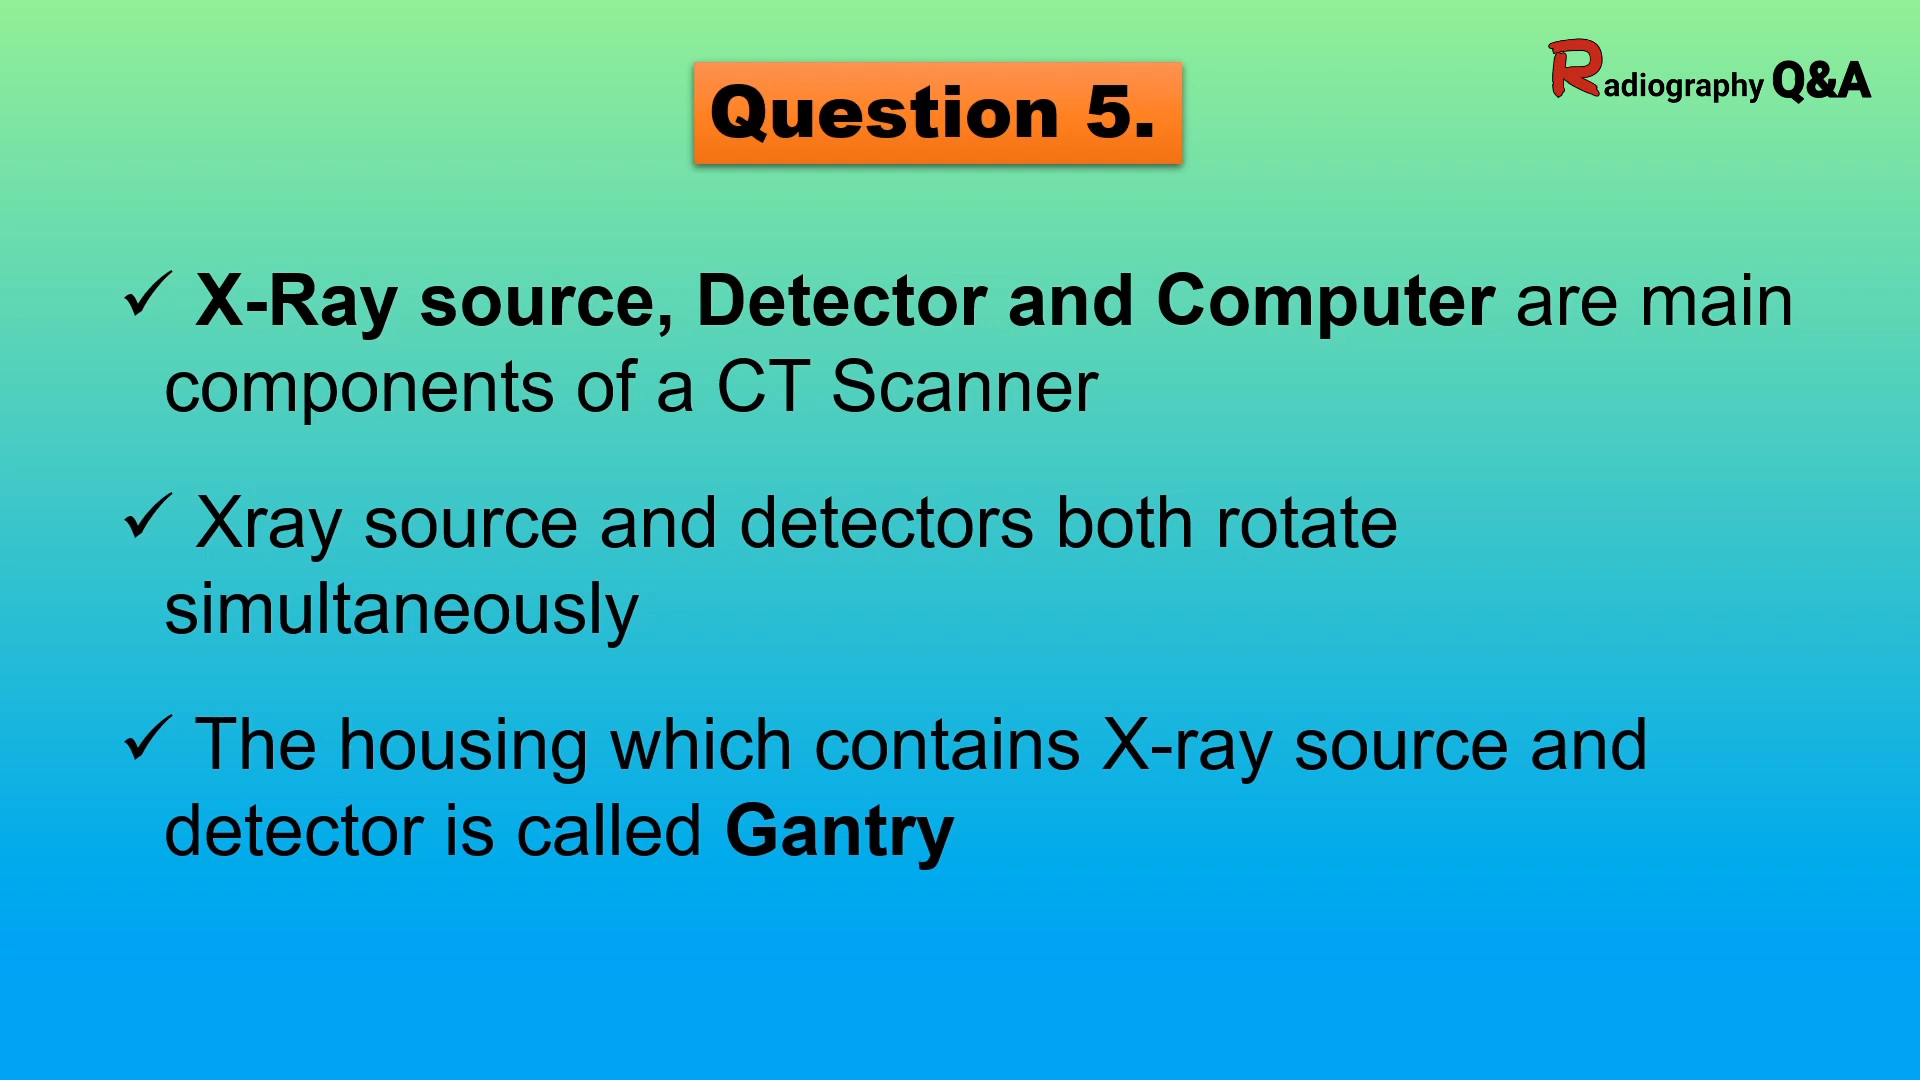 Radiography Q&A
Question 5.
✓ X-Ray source, Detector and Computer are main
components of a CT Scanner
✓ Xray source and detectors both rotate
simultaneously
✓ The housing which contains X-ray source and
detector is called Gantry